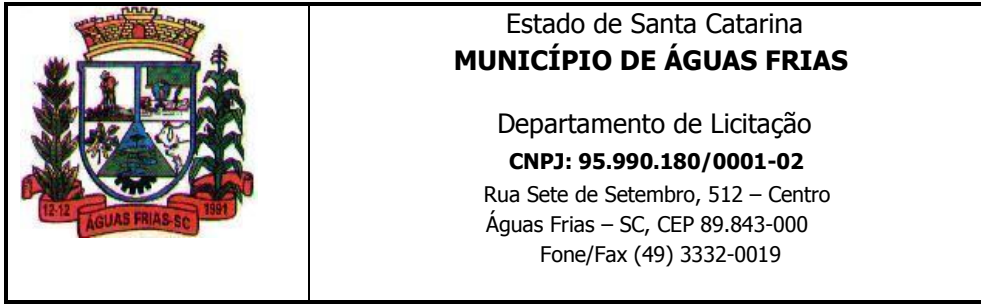 12-12
ÁGUAS FRIAS-SC
1991
Estado de Santa Catarina
MUNICÍPIO DE ÁGUAS FRIAS
Departamento de Licitação
CNPJ: 95.990.180/0001-02
Rua Sete de Setembro, 512 – Centro
Águas Frias – SC, CEP 89.843-000
Fone/Fax (49) 3332-0019